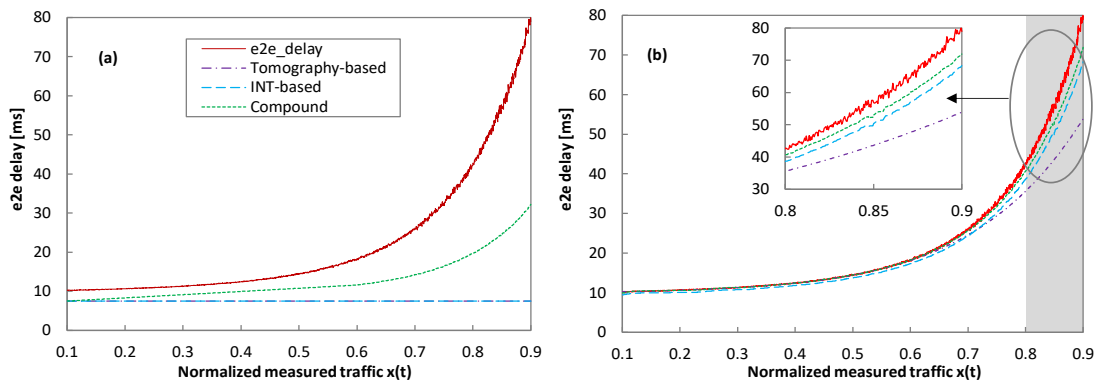 80
70
60
50
40
30
20
10
0
e2e delay [ms]
(a)
e2e_delay
Tomography-based
INT-based
Compound
0.1 0.2 0.3 0.4 0.5 0.6 0.7 0.8 0.9
Normalized measured traffic x(t)
80
70
60
50
40
30
20
10
0
e2e delay [ms]
(b)
80
70
60
50
40
30
0.8 0.85 0.9
0.1 0.2 0.3 0.4 0.5 0.6 0.7 0.8 0.9
Normalized measured traffic x(t)